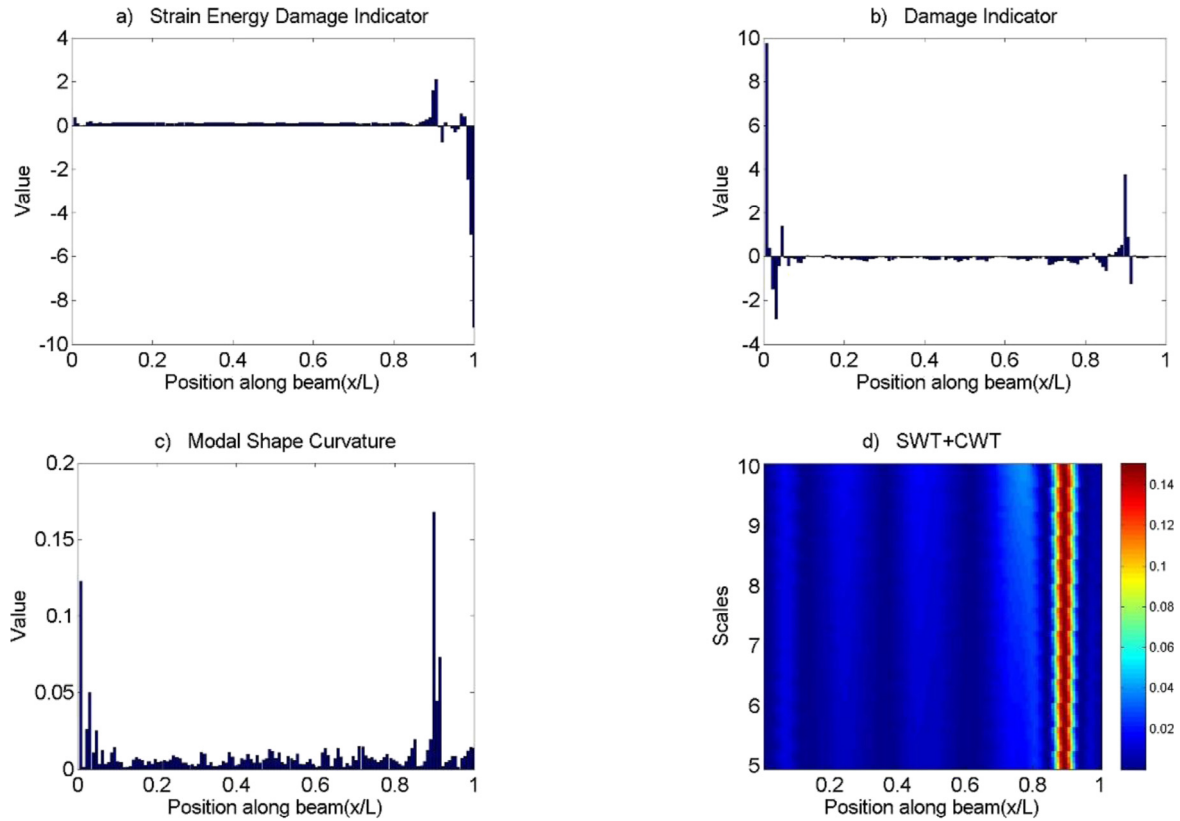 a) Strain Energy Damage Indicator
4
2
0
-2
-4
-6
-8
-10
Value
0 0.2 0.4 0.6 0.8 1
Position along beam(x/L)
b) Damage Indicator
10
8
6
4
2
0
-2
-4
Value
0 0.2 0.4 0.6 0.8 1
Position along beam(x/L)
c) Modal Shape Curvature
0.2
0.15
0.1
0.05
0
Value
0 0.2 0.4 0.6 0.8 1
Position along beam(x/L)
d) SWT+CWT
10
9
8
7
6
5
Scales
0.2 0.4 0.6 0.8 1
Position along beam(x/L)
0.14
0.12
0.1
0.08
0.06
0.04
0.02